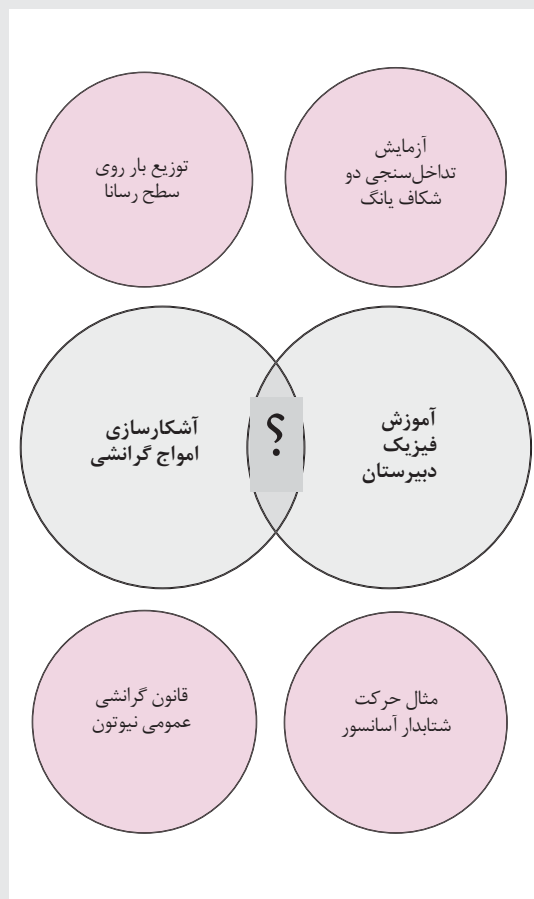 آزمایش
تداخل‌سنجی دو
شکاف یانگ
توزیع بار روی
سطح رسانا
آموزش
فیزیک
دبیرستان
؟
آشکارسازی
امواج گرانشی
مثال حرکت
شتابدار آسانسور
قانون گرانشی
عمومی نیوتون